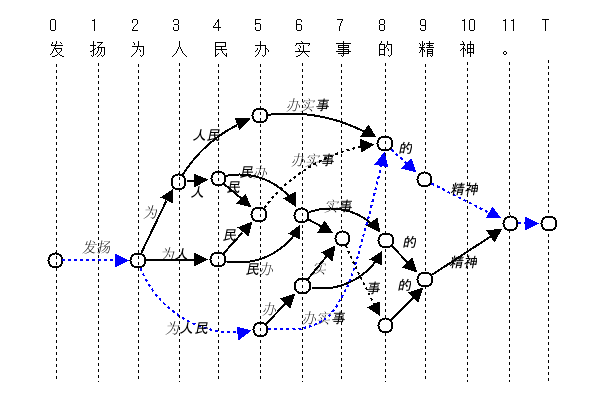 0 1 2 3 4 5 6 7 8 9 10 11 T
发 扬 为 人 民 办 实 事 的 精 神 。
办实事
人民
的
办实事
民办
民
人
精神
实事
为
民
发扬
为人
的
民办
实
精神
事
的
办
办实事
为人民